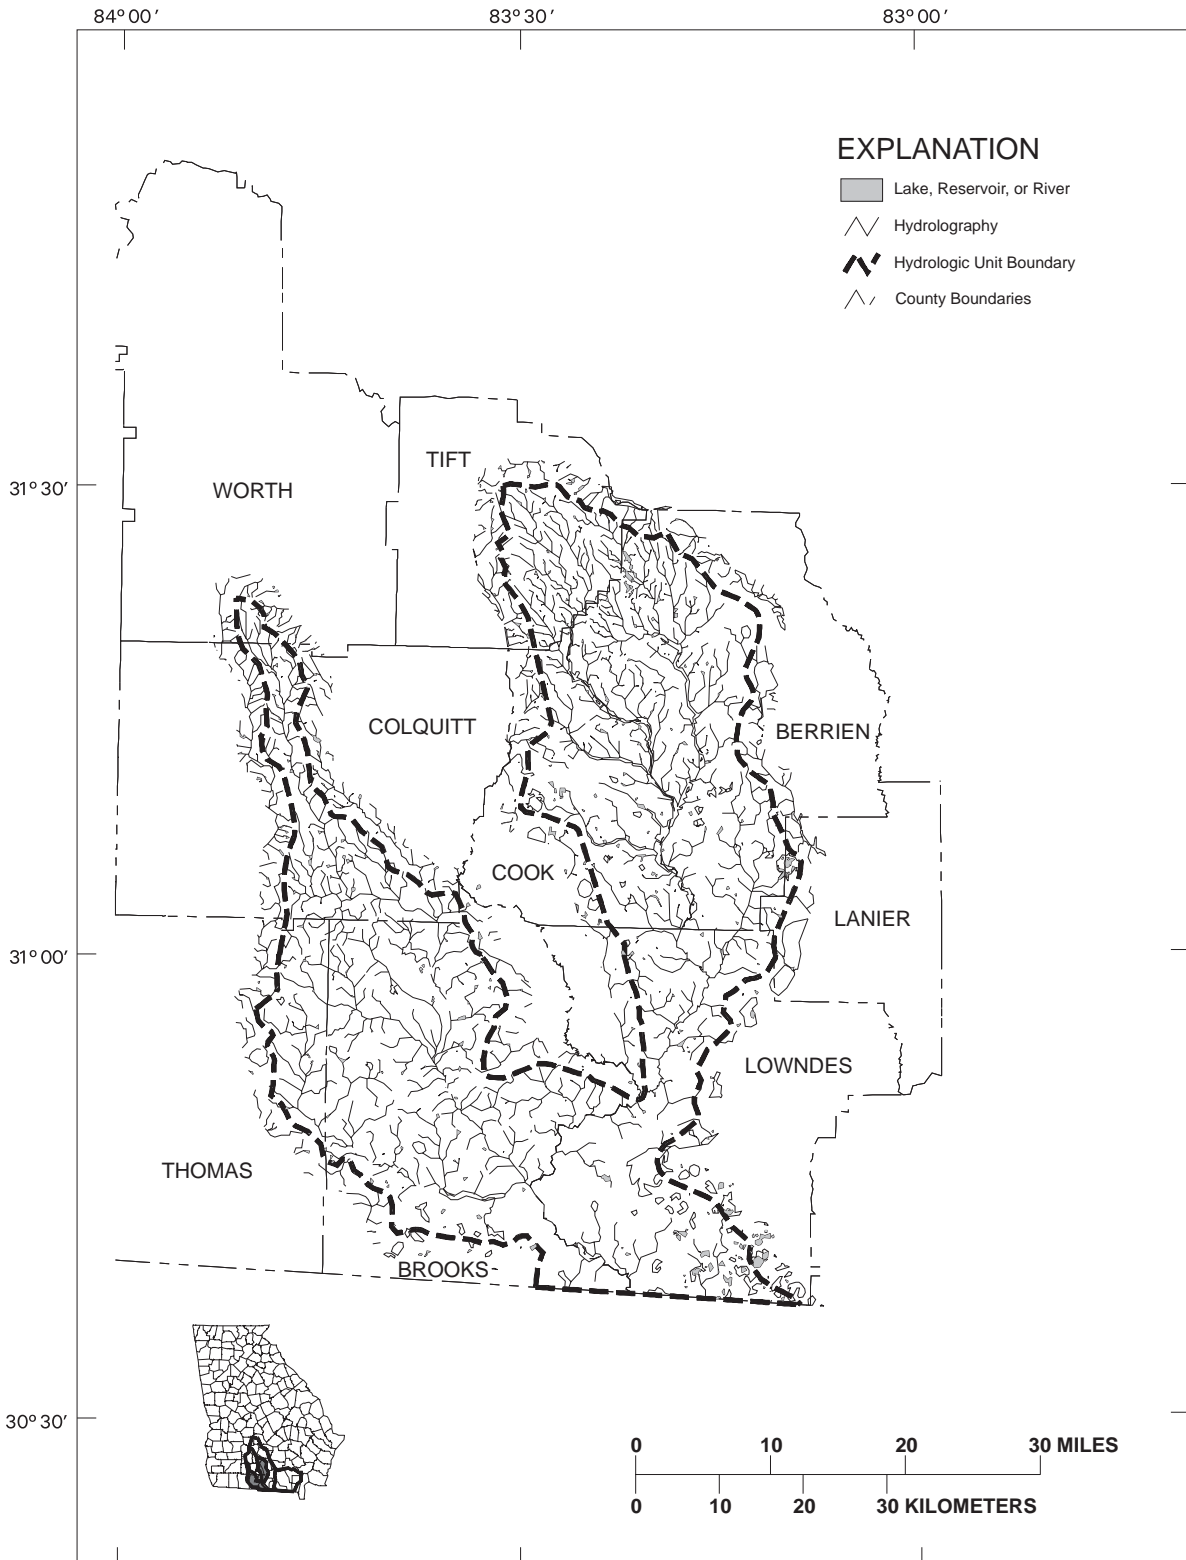 84°00′ 83°30′ 83°00′
EXPLANATION
Lake, Reservoir, or River
Hydrolography
Hydrologic Unit Boundary
County Boundaries
TIFT
31°30′
WORTH
COLQUITT
BERRIEN
COOK
LANIER
31°00′
LOWNDES
THOMAS
BROOKS
30°30′
0 10 20 30 MILES
0 10 20 30 KILOMETERS